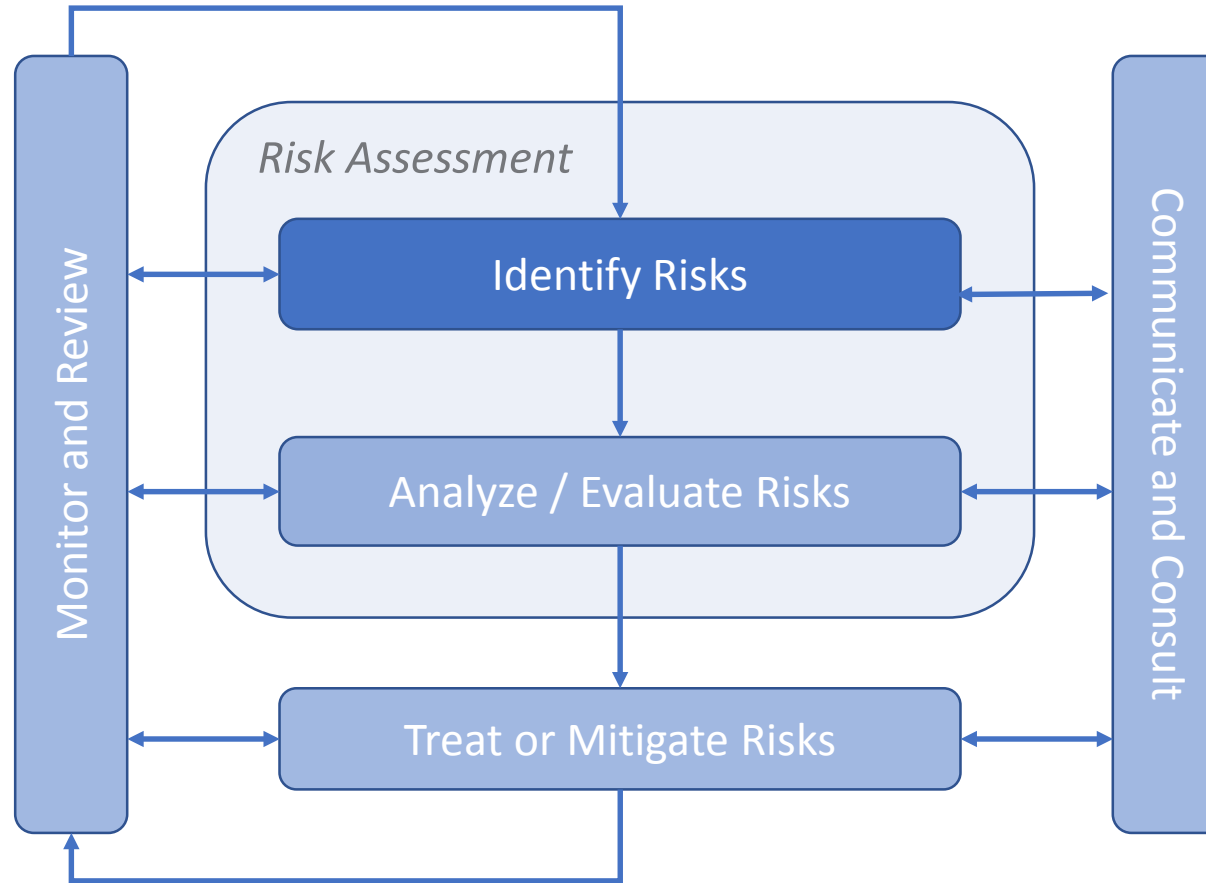 Risk Assessment
Identify Risks
Analyze / Evaluate Risks
Treat or Mitigate Risks
Monitor and Review
Communicate and Consult